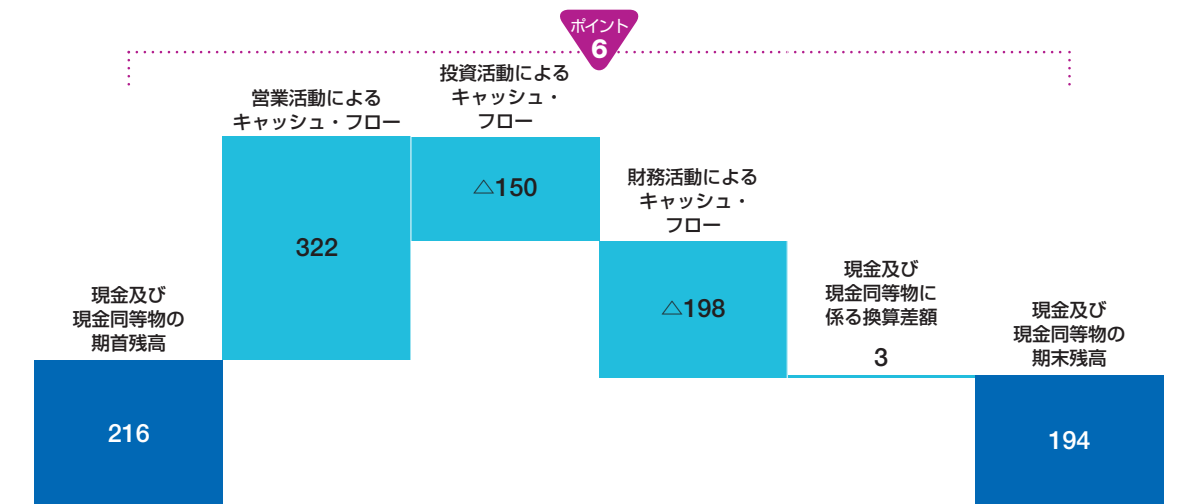 ポイント
6
営業活動による
キャッシュ・フロー
322
投資活動による
キャッシュ・
フロー
△150
財務活動による
キャッシュ・
フロー
△198
現金及び
現金同等物の
期首残高
216
現金及び
現金同等物に
係る換算差額
3
現金及び
現金同等物の
期末残高
194